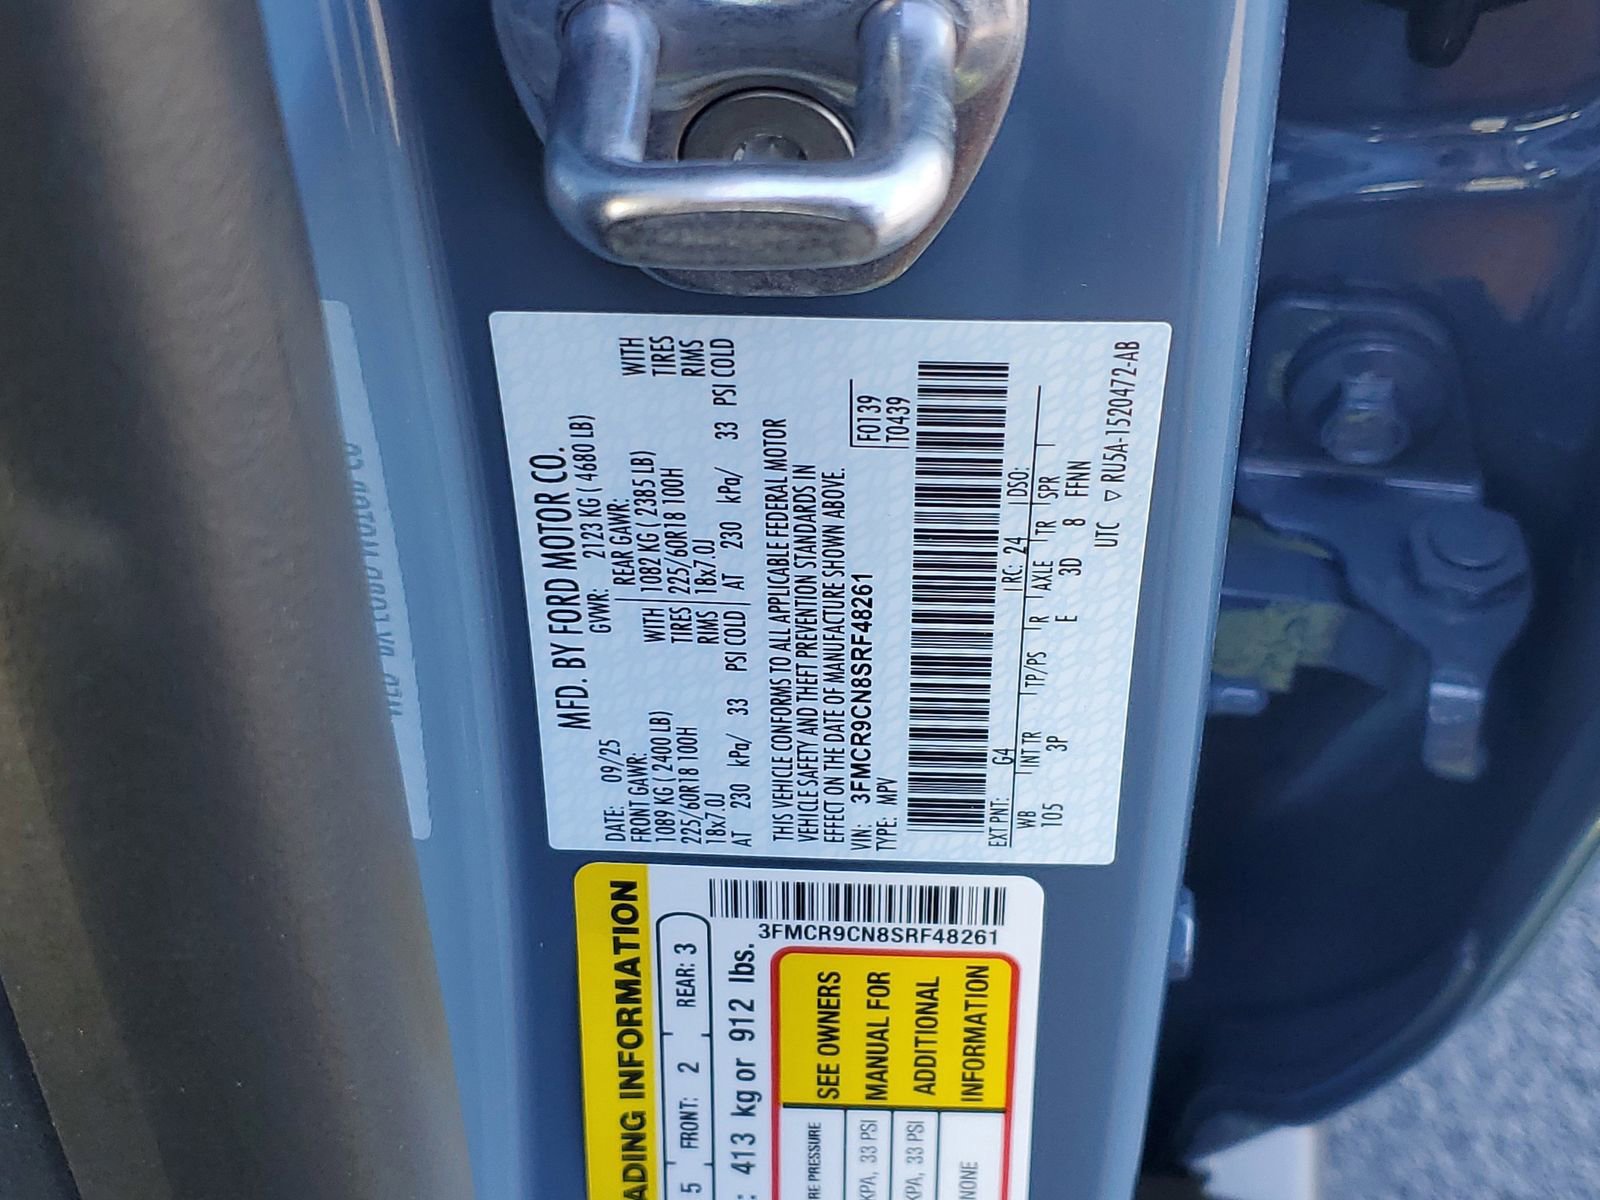 MFD. BY FORD MOTOR CO.
DATE: 09/25 GVWR: 2123 KG ( 4680 LB)
FRONT GAWR: REAR GAWR:
1089 KG ( 2400 LB) WITH 1082 KG ( 2385 LB) WITH
225/60R18 100H TIRES 225/60R18 100H TIRES
18x7.0J RIMS 18x7.0J RIMS
AT 230 kPa/ 33 PSI COLD AT 230 kPa/ 33 PSI COLD
THIS VEHICLE CONFORMS TO ALL APPLICABLE FEDERAL MOTOR
VEHICLE SAFETY AND THEFT PREVENTION STANDARDS IN
EFFECT ON THE DATE OF MANUFACTURE SHOWN ABOVE.
VIN: 3FMCR9CN8SRF48261 F0139
TYPE: MPV T0439
EXT PNT: G4 RC: 24 DSO:
WB INT TR TP/PS R AXLE TR SPR
105 3P E 3D 8 FFNN
UTC ▽ RU5A-1520472-AB
ADING INFORMATION
5 FRONT: 2 REAR: 3
: 413 kg or 912 lbs.
3FMCR9CN8SRF48261
RE PRESSURE
KPA, 33 PSI
KPA, 33 PSI
NONE
SEE OWNERS
MANUAL FOR
ADDITIONAL
INFORMATION